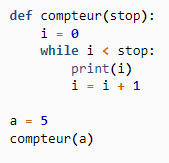 def compteur(stop):
    i = 0
    while i < stop:
        print(i)
        i = i + 1

a = 5
compteur(a)